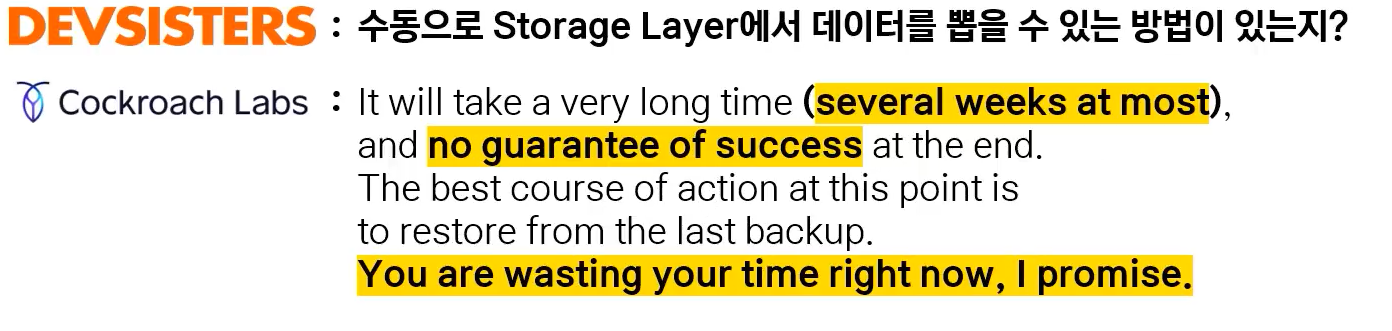 DEVSISTERS : 수동으로 Storage Layer에서 데이터를 뽑을 수 있는 방법이 있는지?
Cockroach Labs : It will take a very long time (several weeks at most),
and no guarantee of success at the end.
The best course of action at this point is
to restore from the last backup.
You are wasting your time right now, I promise.